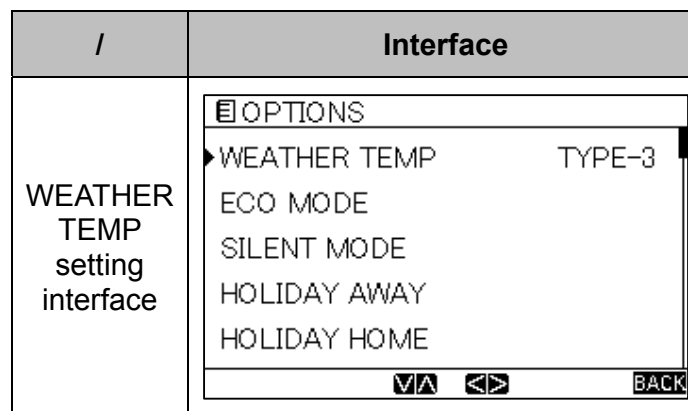 / Interface
WEATHER
TEMP
setting
interface
OPTIONS
WEATHER TEMP TYPE-3
ECO MODE
SILENT MODE
HOLIDAY AWAY
HOLIDAY HOME
BACK